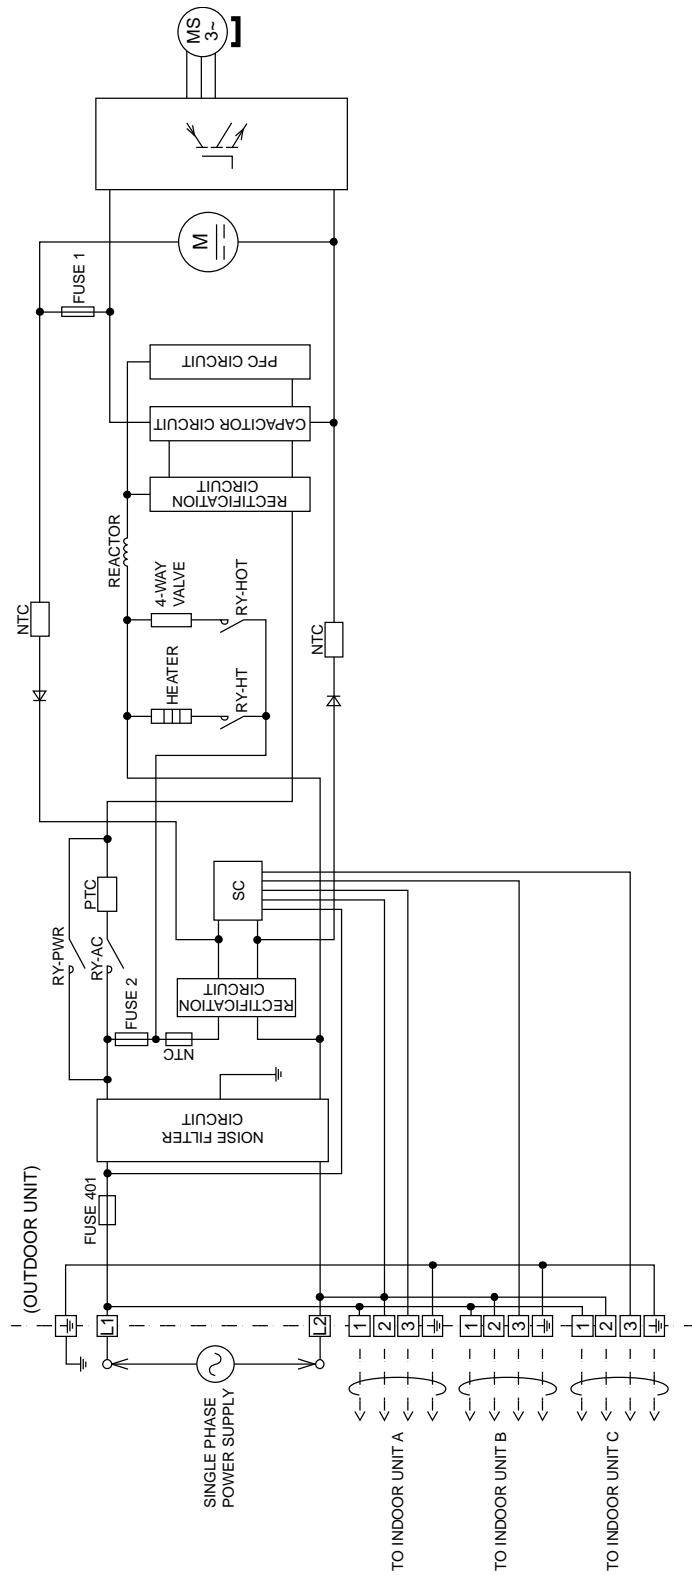 (OUTDOOR UNIT)
SINGLE PHASE
POWER SUPPLY
L1
L2
1
2
3
1
2
3
1
2
3
TO INDOOR UNIT A
TO INDOOR UNIT B
TO INDOOR UNIT C
FUSE 401
NOISE FILTER
CIRCUIT
RY-PWR
RY-AC
PTC
FUSE 2
NTC
RECTIFICATION
CIRCUIT
SC
HEATER
RY-HT
4-WAY
VALVE
RY-HOT
NTC
NTC
REACTOR
RECTIFICATION
CIRCUIT
CAPACITOR CIRCUIT
PFC CIRCUIT
FUSE 1
M
MS
3~